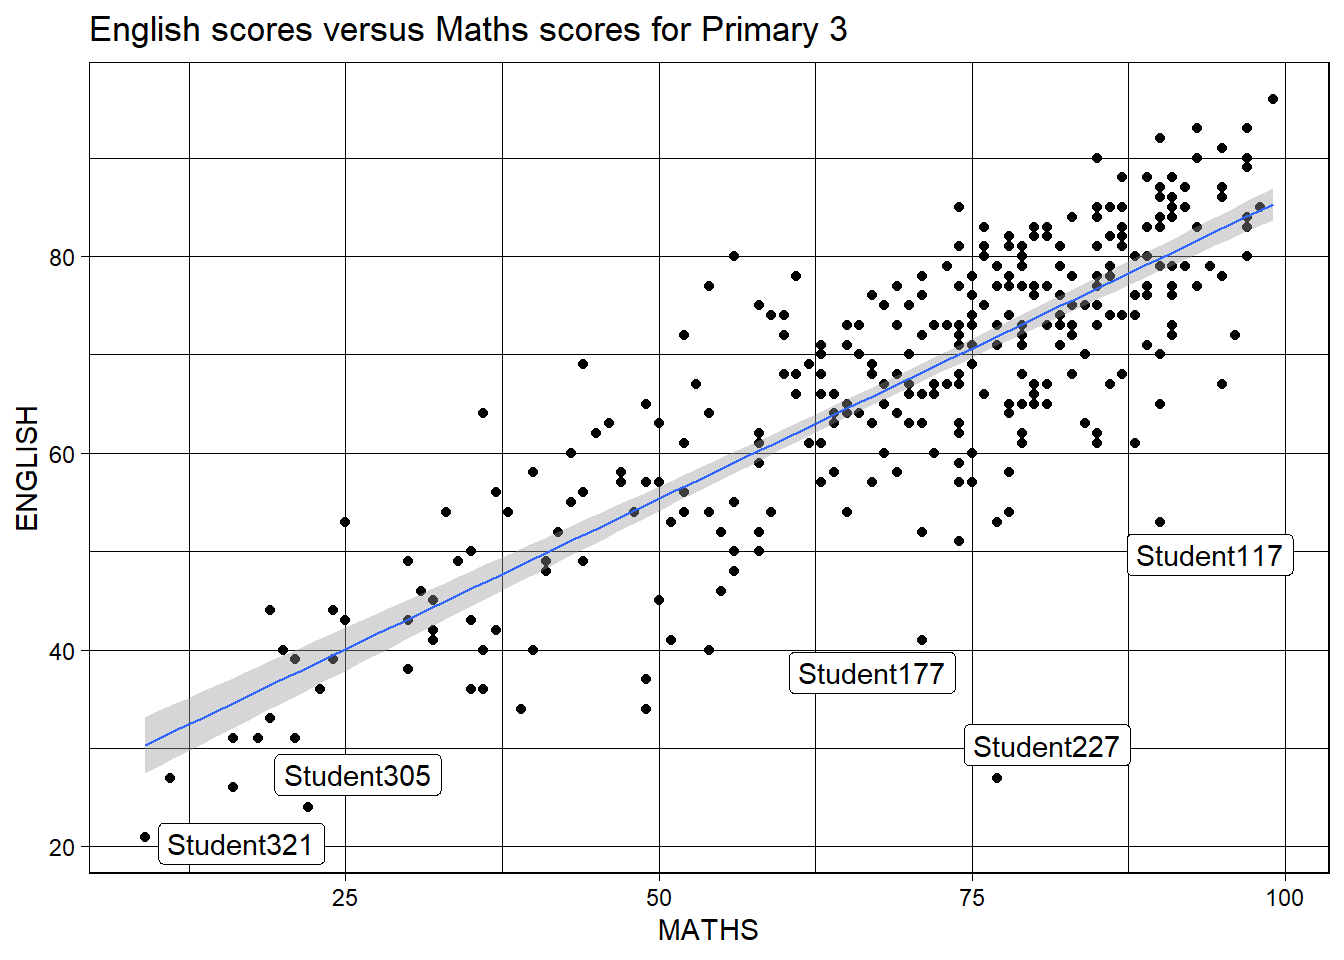 English scores versus Maths scores for Primary 3
ENGLISH
80
60
40
20
Student117
Student177
Student227
Student305
Student321
25 50 75 100
MATHS